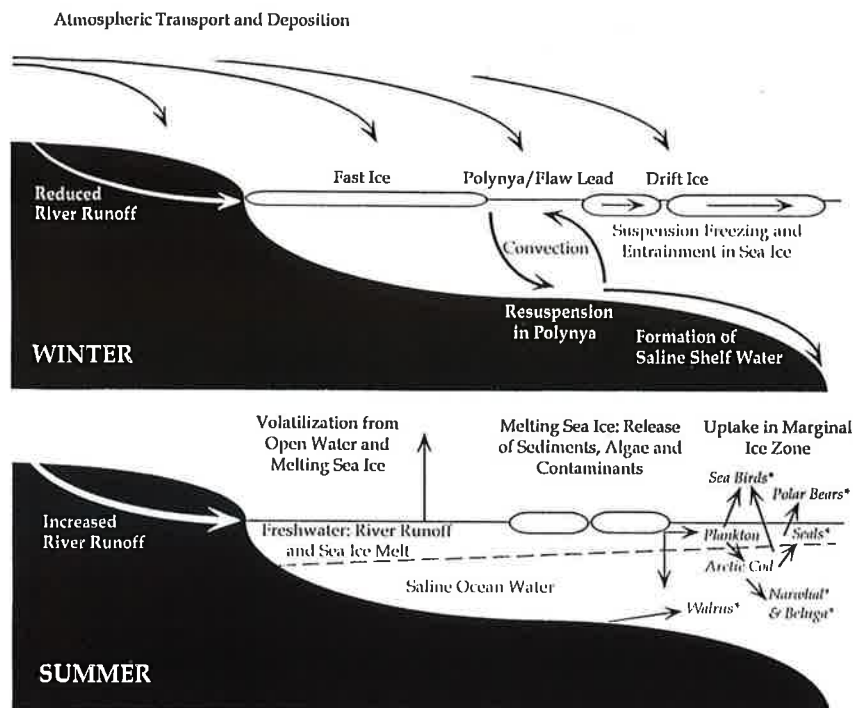 Atmospheric Transport and Deposition
Fast Ice
Polynya/Flaw Lead
Drift Ice
Reduced
River Runoff
Suspension Freezing and
Entrainment in Sea Ice
Convection
Resuspension
in Polynya
Formation of
Saline Shelf Water
WINTER
Volatilization from
Open Water and
Melting Sea Ice
Melting Sea Ice: Release
of Sediments, Algae and
Contaminants
Uptake in Marginal
Ice Zone
Sea Birds*
Polar Bears*
Increased
River Runoff
Freshwater: River Runoff
and Sea Ice Melt
Plankton
Seals*
Arctic Cod
Saline Ocean Water
Narwhal*
& Beluga*
Walrus*
SUMMER